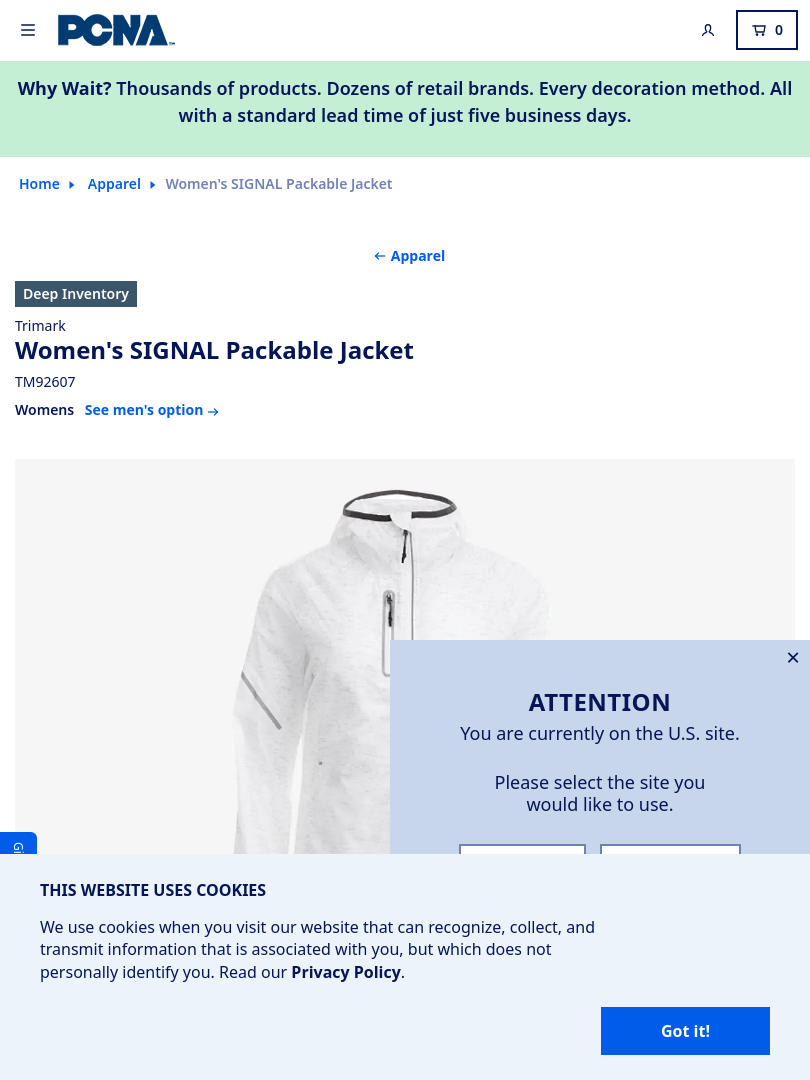 PCNA™
0
Why Wait? Thousands of products. Dozens of retail brands. Every decoration method. All
with a standard lead time of just five business days.
Home
Apparel
Women's SIGNAL Packable Jacket
← Apparel
Deep Inventory
Trimark
Women's SIGNAL Packable Jacket
TM92607
Womens See men's option →
ATTENTION
You are currently on the U.S. site.
Please select the site you
would like to use.
THIS WEBSITE USES COOKIES
We use cookies when you visit our website that can recognize, collect, and
transmit information that is associated with you, but which does not
personally identify you. Read our Privacy Policy.
Got it!